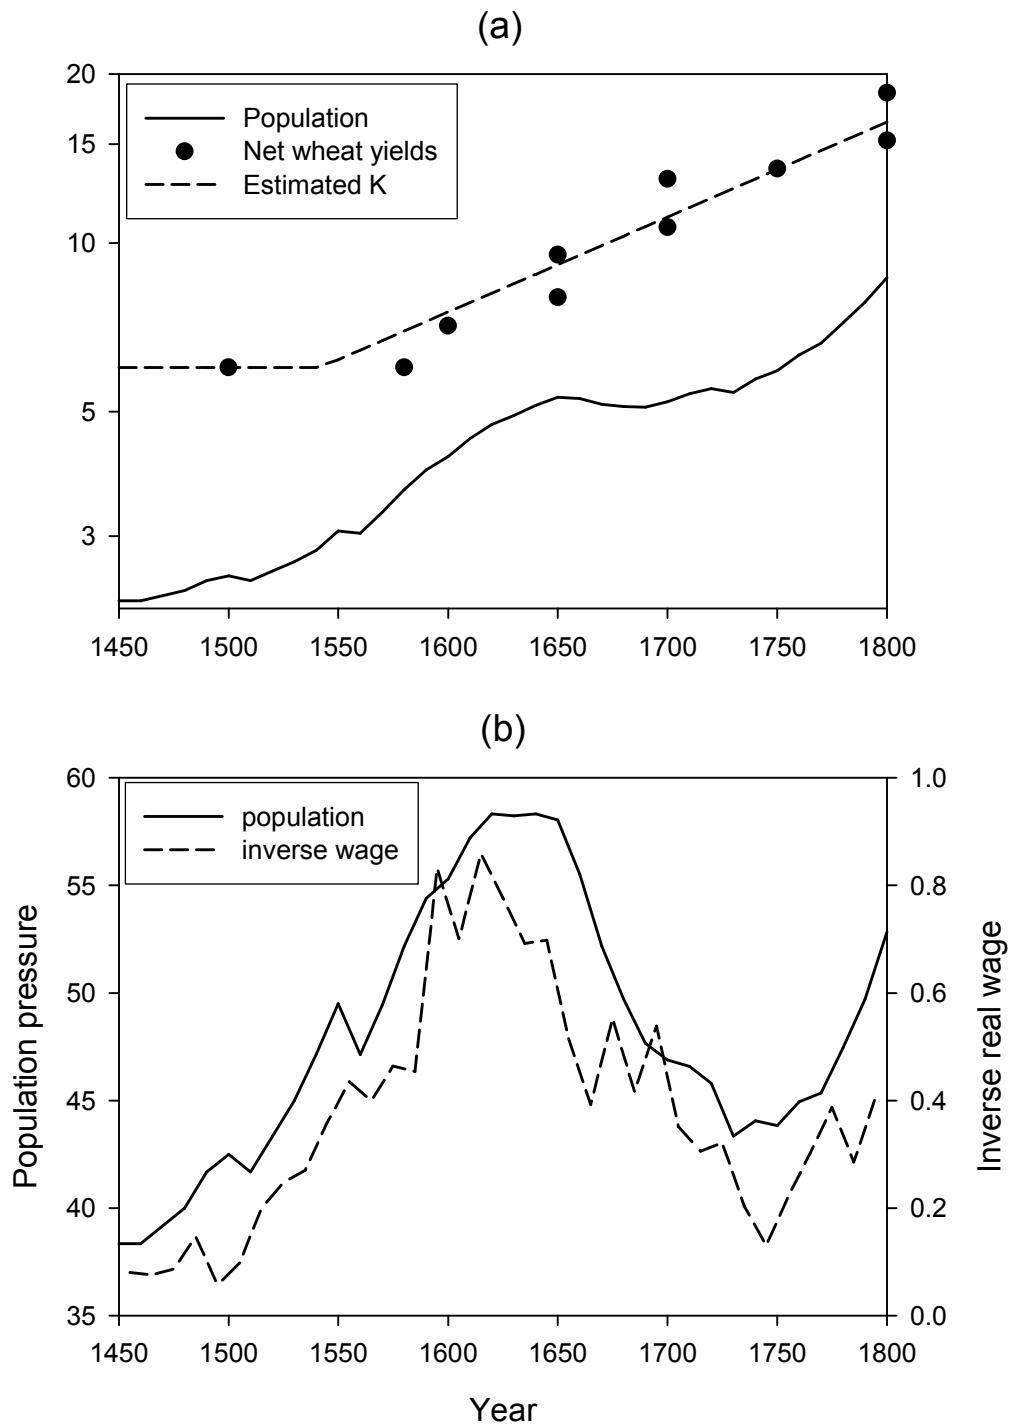 (a)
20
15
10
5
3
Population
Net wheat yields
Estimated K
1450 1500 1550 1600 1650 1700 1750 1800
(b)
60
55
50
45
40
35
Population pressure
population
inverse wage
1.0
0.8
0.6
0.4
0.2
0.0
Inverse real wage
1450 1500 1550 1600 1650 1700 1750 1800
Year